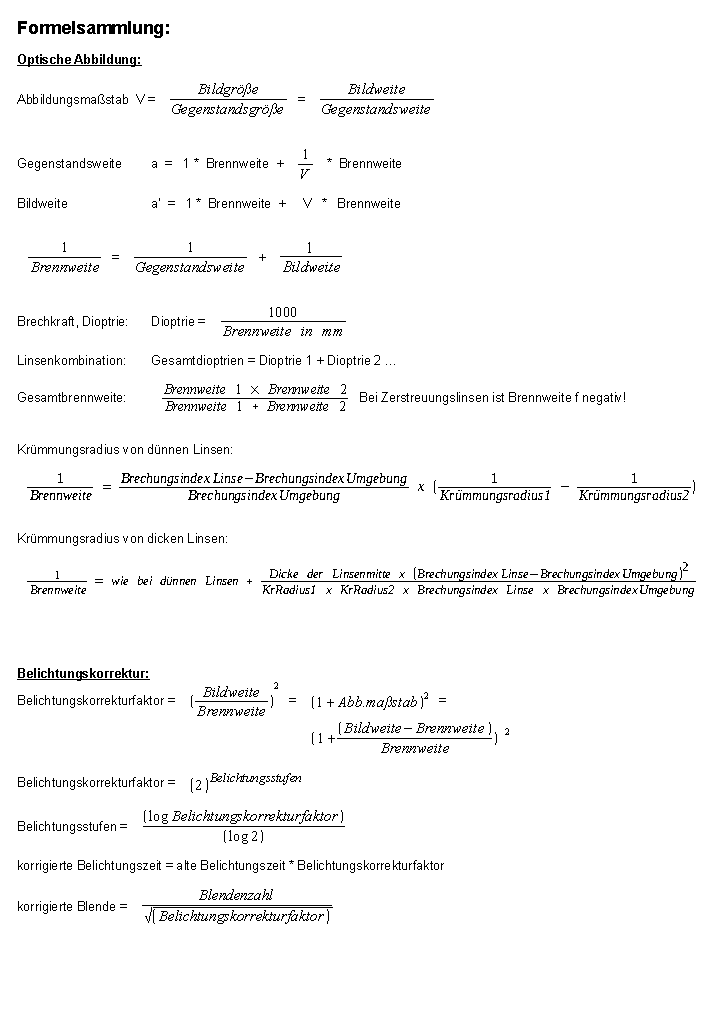 Formelsammlung:
Optische Abbildung:
Abbildungsmaßstab V = Bildgröße / Gegenstandsgröße = Bildweite / Gegenstandsweite
Gegenstandsweite a = 1 * Brennweite + 1 / V * Brennweite
Bildweite a' = 1 * Brennweite + V * Brennweite
1 / Brennweite = 1 / Gegenstandsweite + 1 / Bildweite
Brechkraft, Dioptrie: Dioptrie = 1000 / Brennweite in mm
Linsenkombination: Gesamtdioptrien = Dioptrie 1 + Dioptrie 2 ...
Gesamtbrennweite: Brennweite 1 × Brennweite 2 / Brennweite 1 + Brennweite 2 Bei Zerstreuungslinsen ist Brennweite f negativ!
Krümmungsradius von dünnen Linsen:
1 / Brennweite = Brechungsindex Linse − Brechungsindex Umgebung / Brechungsindex Umgebung x (1 / Krümmungsradius1 − 1 / Krümmungsradius2)
Krümmungsradius von dicken Linsen:
1 / Brennweite = wie bei dünnen Linsen + Dicke der Linsenmitte x (Brechungsindex Linse − Brechungsindex Umgebung)² / KrRadius1 x KrRadius2 x Brechungsindex Linse x Brechungsindex Umgebung
Belichtungskorrektur:
Belichtungskorrekturfaktor = (Bildweite / Brennweite)² = (1 + Abb.maßstab)² =
(1 + (Bildweite − Brennweite) / Brennweite)²
Belichtungskorrekturfaktor = (2)^Belichtungsstufen
Belichtungsstufen = (log Belichtungskorrekturfaktor) / (log 2)
korrigierte Belichtungszeit = alte Belichtungszeit * Belichtungskorrekturfaktor
korrigierte Blende = Blendenzahl / √(Belichtungskorrekturfaktor)